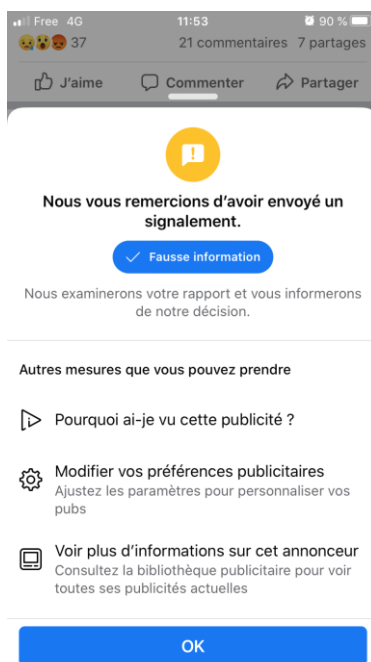 Free 4G 11:53 90 %
37 21 commentaires 7 partages
J'aime Commenter Partager
Nous vous remercions d'avoir envoyé un
signalement.
Fausse information
Nous examinerons votre rapport et vous informerons
de notre décision.
Autres mesures que vous pouvez prendre
Pourquoi ai-je vu cette publicité ?
Modifier vos préférences publicitaires
Ajustez les paramètres pour personnaliser vos
pubs
Voir plus d'informations sur cet annonceur
Consultez la bibliothèque publicitaire pour voir
toutes ses publicités actuelles
OK